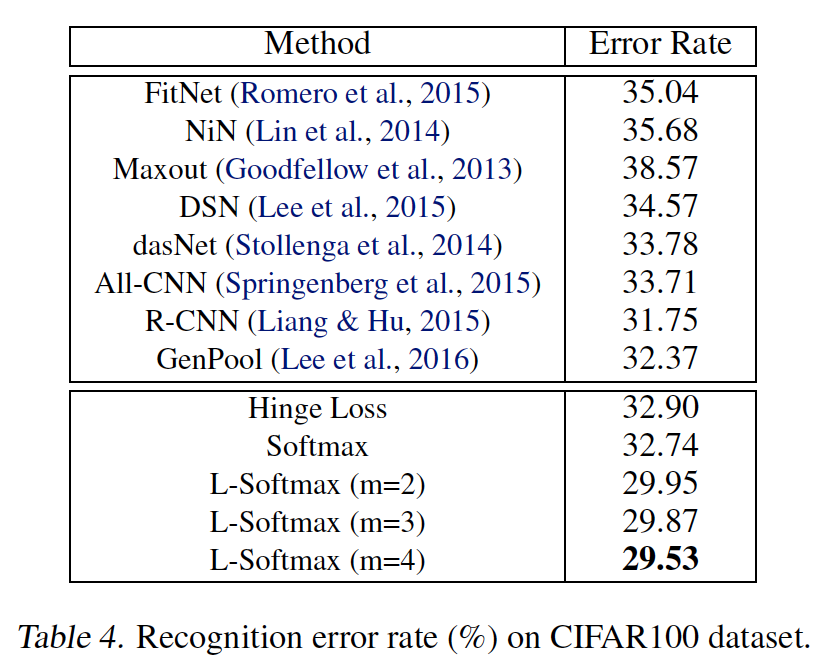 Method Error Rate
FitNet (Romero et al., 2015) 35.04
NiN (Lin et al., 2014) 35.68
Maxout (Goodfellow et al., 2013) 38.57
DSN (Lee et al., 2015) 34.57
dasNet (Stollenga et al., 2014) 33.78
All-CNN (Springenberg et al., 2015) 33.71
R-CNN (Liang & Hu, 2015) 31.75
GenPool (Lee et al., 2016) 32.37
Hinge Loss 32.90
Softmax 32.74
L-Softmax (m=2) 29.95
L-Softmax (m=3) 29.87
L-Softmax (m=4) 29.53
Table 4. Recognition error rate (%) on CIFAR100 dataset.